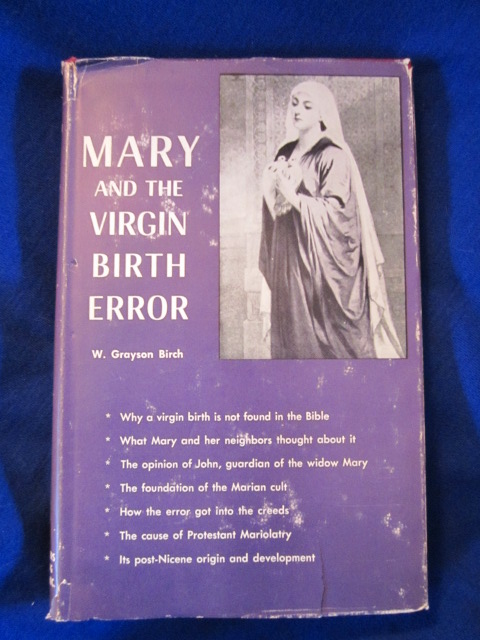 MARY
AND THE
VIRGIN
BIRTH
ERROR
W. Grayson Birch
* Why a virgin birth is not found in the Bible
* What Mary and her neighbors thought about it
* The opinion of John, guardian of the widow Mary
* The foundation of the Marian cult
* How the error got into the creeds
* The cause of Protestant Mariolatry
* Its post-Nicene origin and development